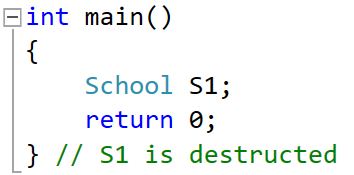 int main()
{
    School S1;
    return 0;
} // S1 is destructed